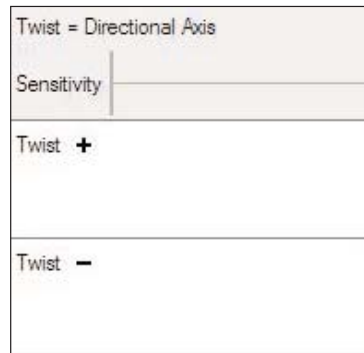 Twist = Directional Axis
Sensitivity
Twist +
Twist −